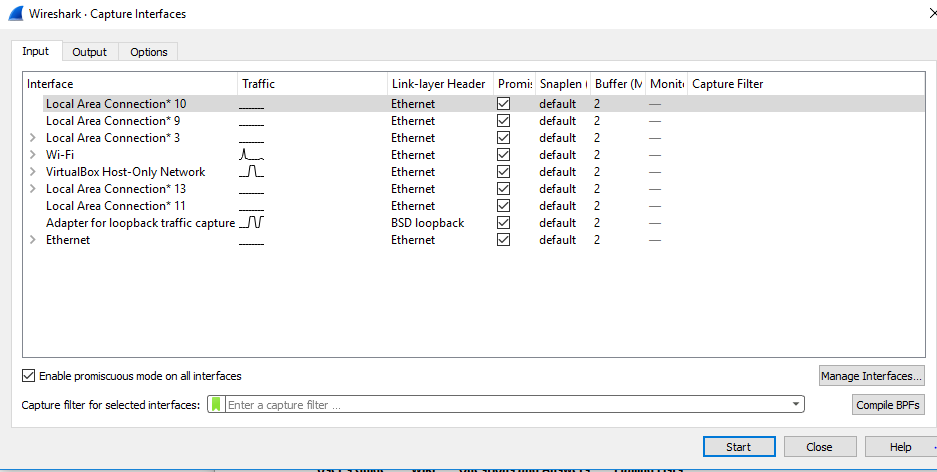 Wireshark · Capture Interfaces
Input Output Options
Interface Traffic Link-layer Header Promis Snaplen ( Buffer (M Monito Capture Filter
Local Area Connection* 10 Ethernet default 2 —
Local Area Connection* 9 Ethernet default 2 —
Local Area Connection* 3 Ethernet default 2 —
Wi-Fi Ethernet default 2 —
VirtualBox Host-Only Network Ethernet default 2 —
Local Area Connection* 13 Ethernet default 2 —
Local Area Connection* 11 Ethernet default 2 —
Adapter for loopback traffic capture BSD loopback default 2 —
Ethernet Ethernet default 2 —
Enable promiscuous mode on all interfaces Manage Interfaces...
Capture filter for selected interfaces: Enter a capture filter ... Compile BPFs
Start Close Help